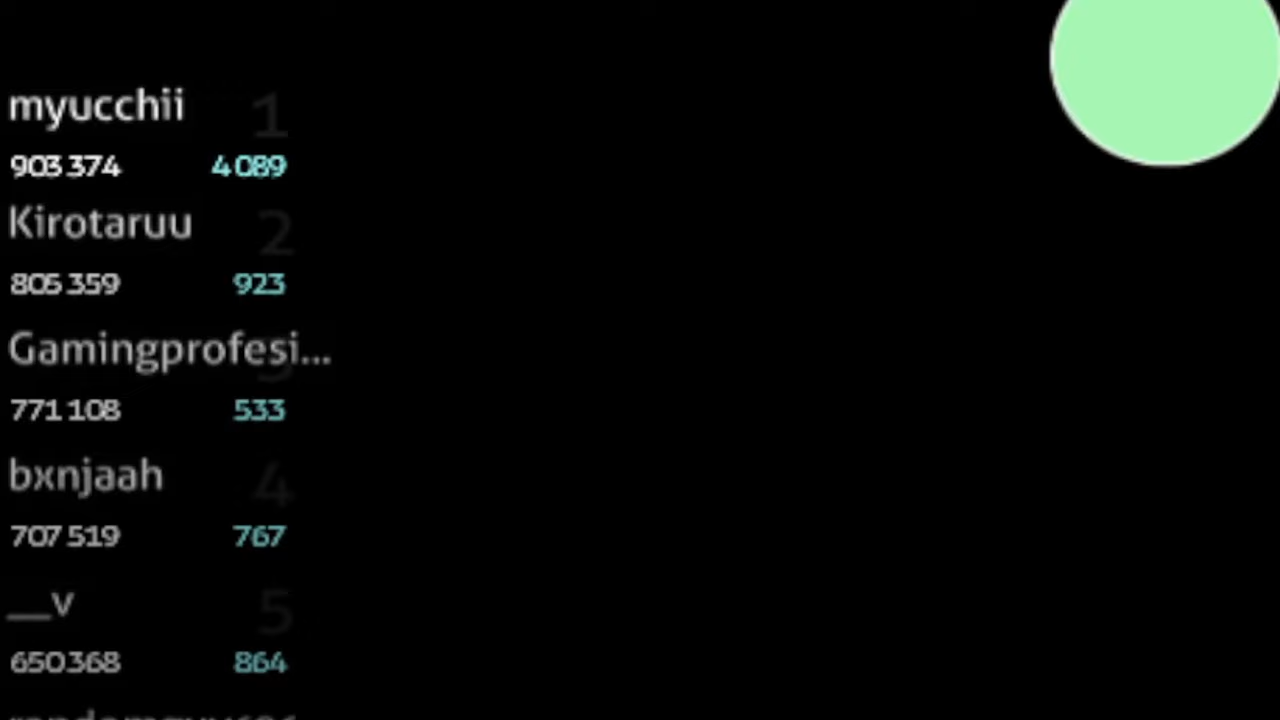 myucchii 1
903 374 4 089
Kirotaruu 2
805 359 923
Gamingprofesi... 3
771 108 533
bxnjaah 4
707 519 767
__v 5
650 368 864